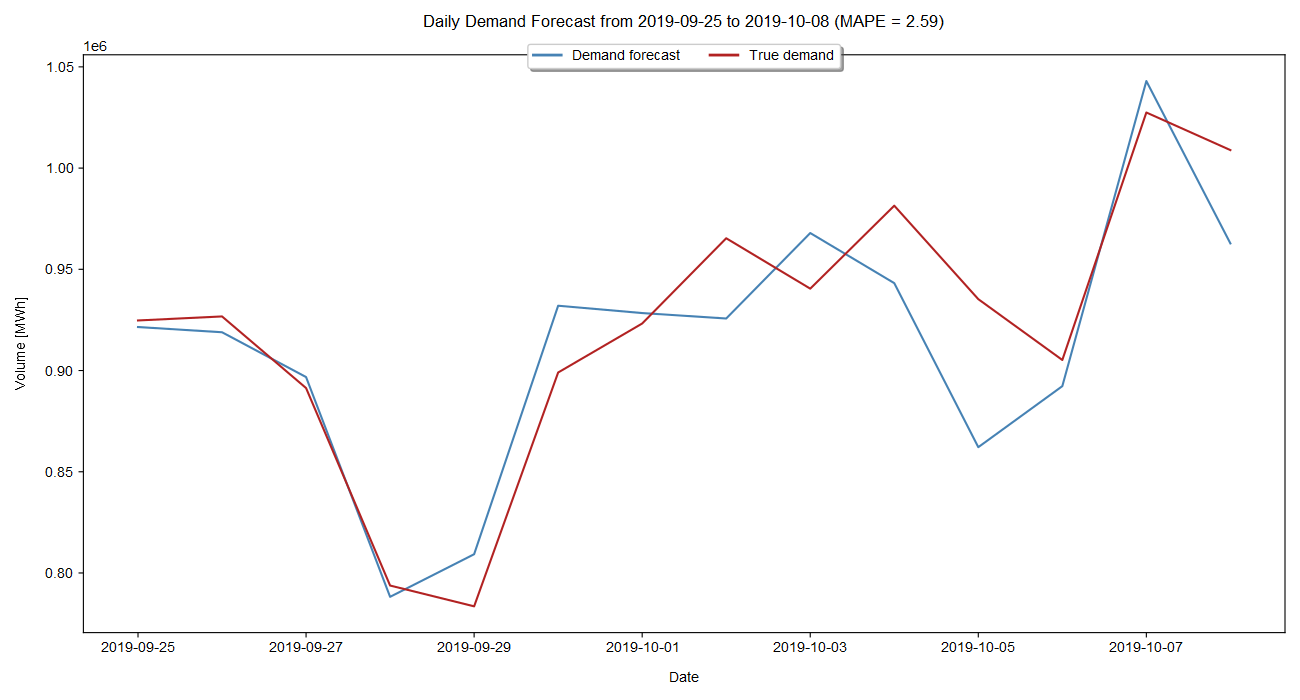 Daily Demand Forecast from 2019-09-25 to 2019-10-08 (MAPE = 2.59)
1e6
Demand forecast
True demand
1.05
1.00
0.95
0.90
0.85
0.80
Volume [MWh]
2019-09-25
2019-09-27
2019-09-29
2019-10-01
2019-10-03
2019-10-05
2019-10-07
Date